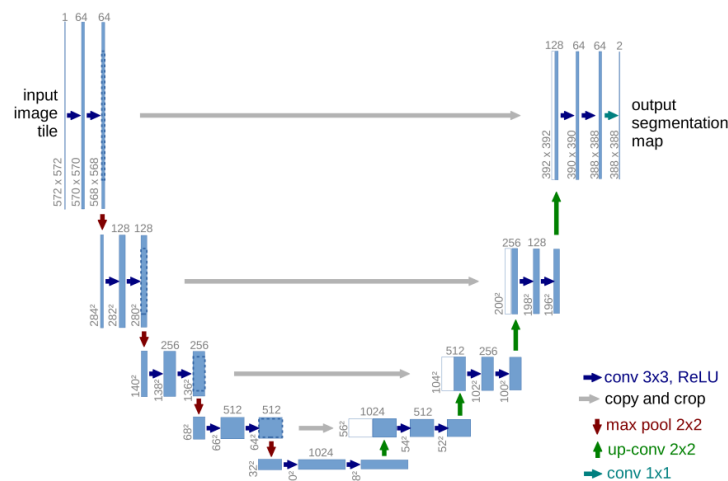 1 64 64
128 64 64 2
input
image
tile
output
segmentation
map
572 x 572
570 x 570
568 x 568
392 x 392
390 x 390
388 x 388
388 x 388
128 128
256 128
284²
282²
280²
200²
198²
196²
256 256
512 256
140²
138²
136²
104²
102²
100²
512 512
1024 512
68²
66²
64²
56²
54²
52²
1024
32²
0²
8²
conv 3x3, ReLU
copy and crop
max pool 2x2
up-conv 2x2
conv 1x1